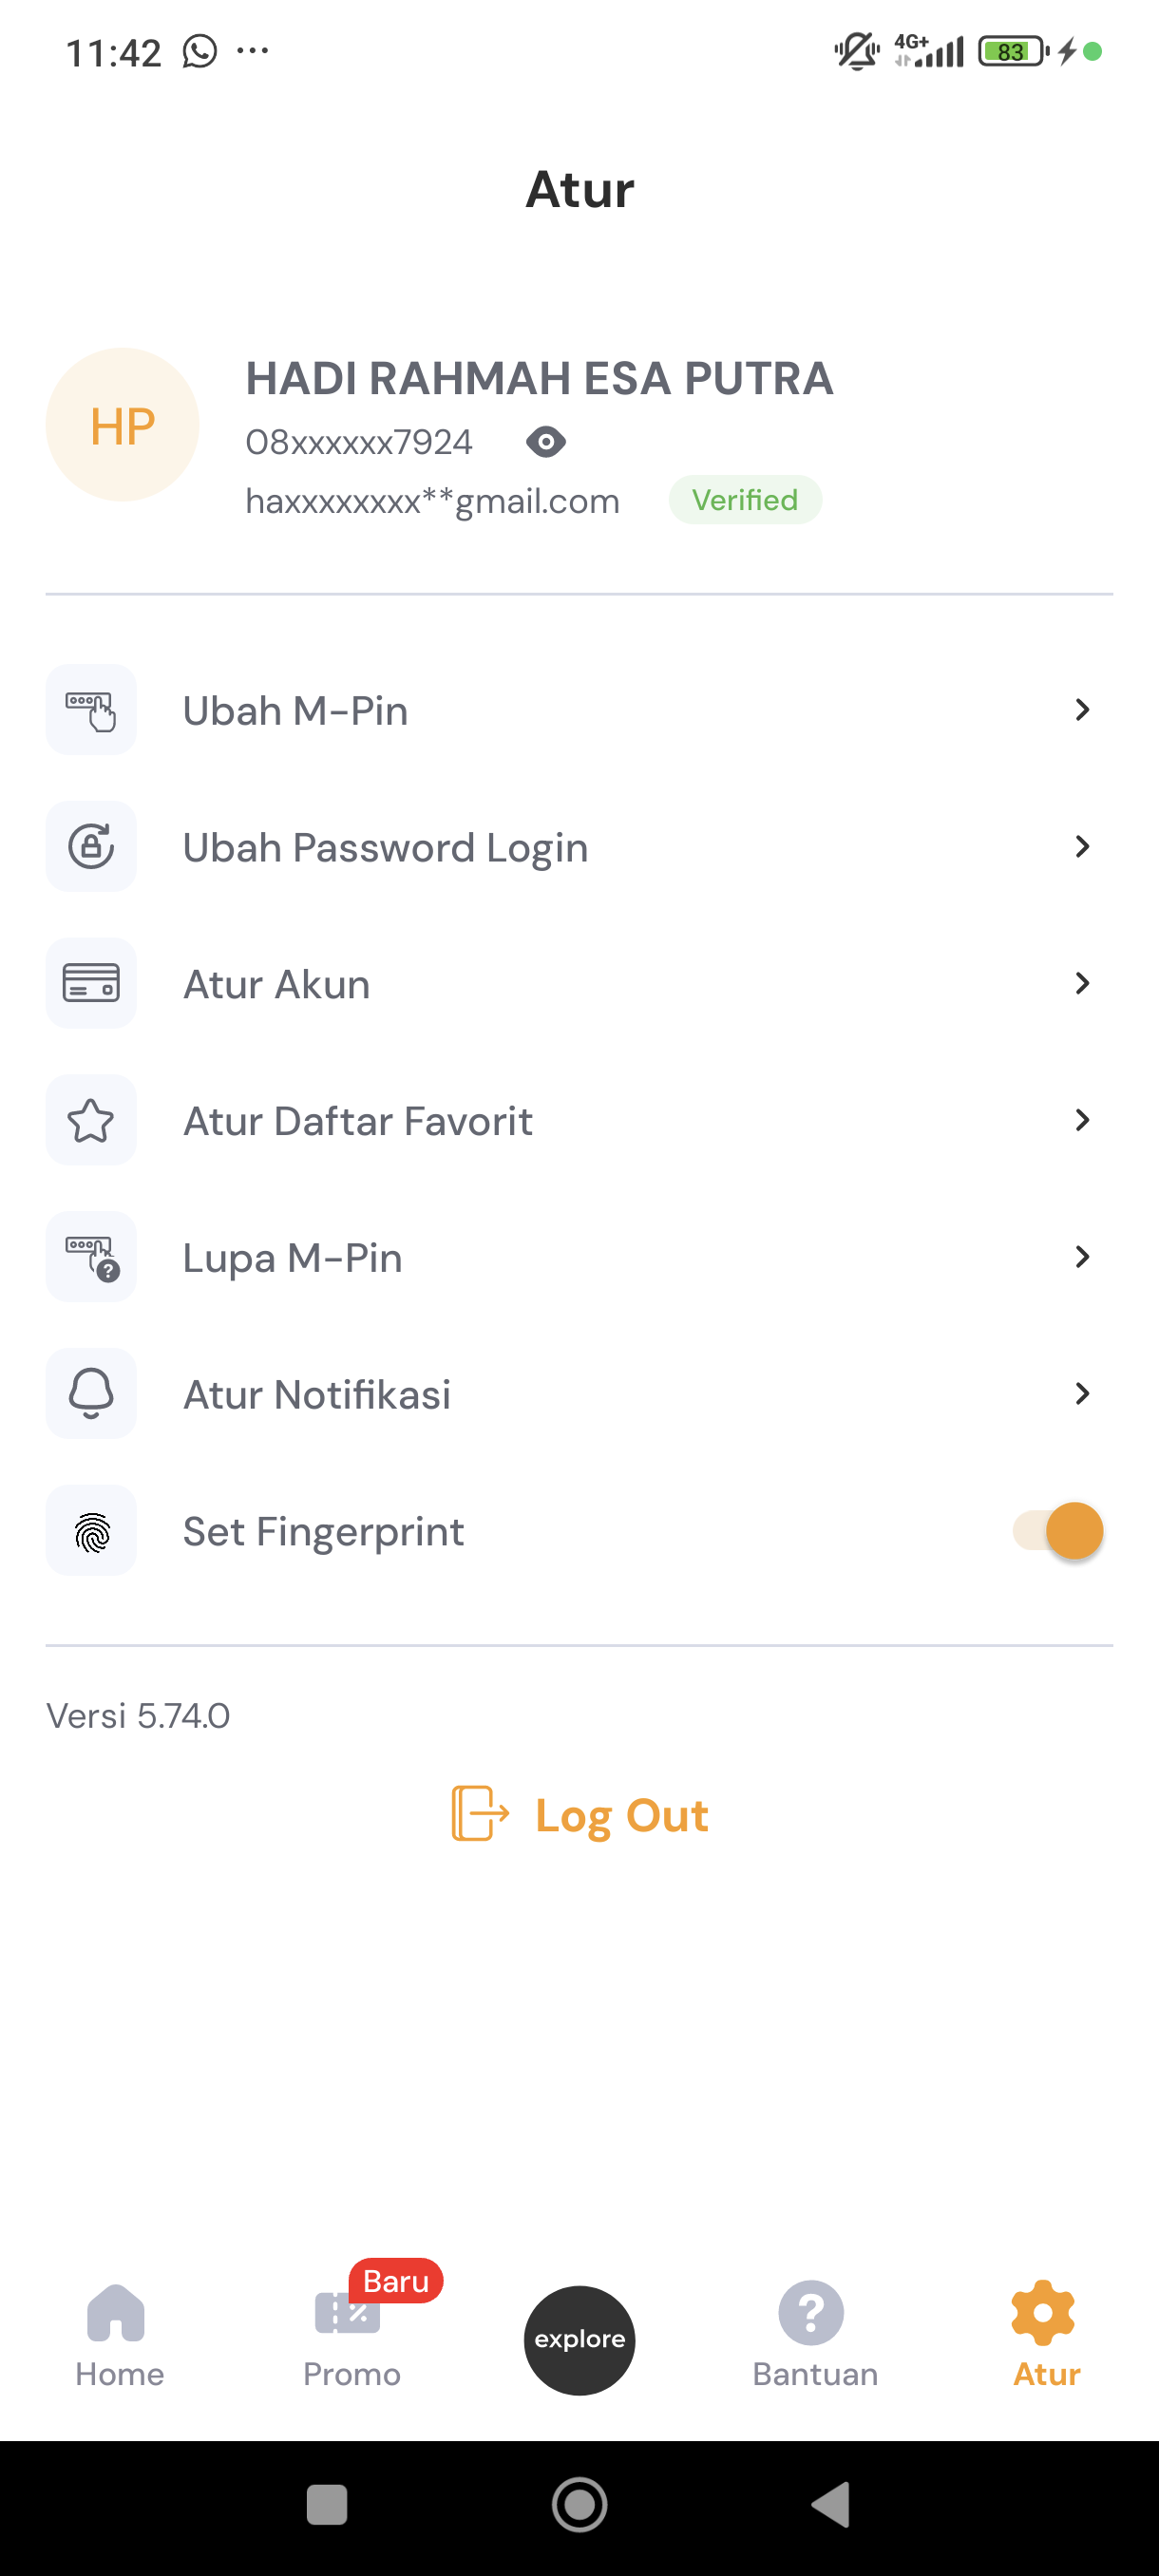 11:42
4G+
83
Atur
HP
HADI RAHMAH ESA PUTRA
08xxxxxx7924
haxxxxxxxxx**gmail.com
Verified
Ubah M-Pin
Ubah Password Login
Atur Akun
Atur Daftar Favorit
Lupa M-Pin
Atur Notifikasi
Set Fingerprint
Versi 5.74.0
Log Out
Baru
Home
Promo
explore
Bantuan
Atur